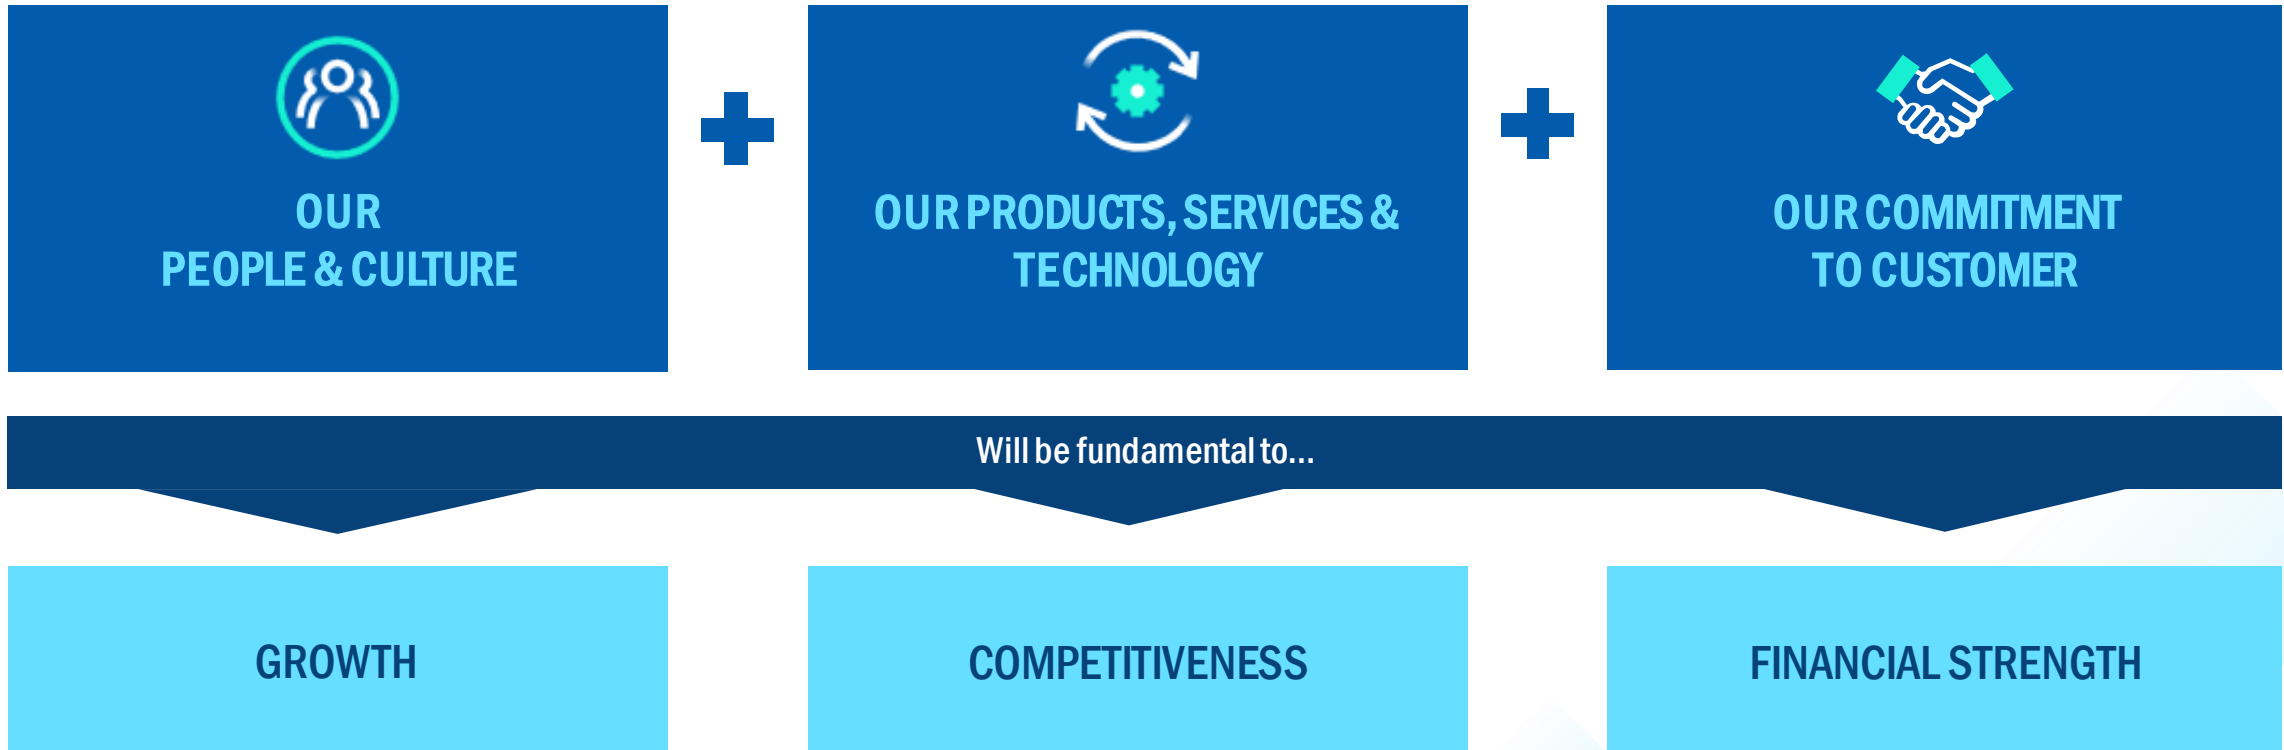 OUR
PEOPLE & CULTURE
OUR PRODUCTS, SERVICES &
TECHNOLOGY
OUR COMMITMENT
TO CUSTOMER
Will be fundamental to...
GROWTH
COMPETITIVENESS
FINANCIAL STRENGTH